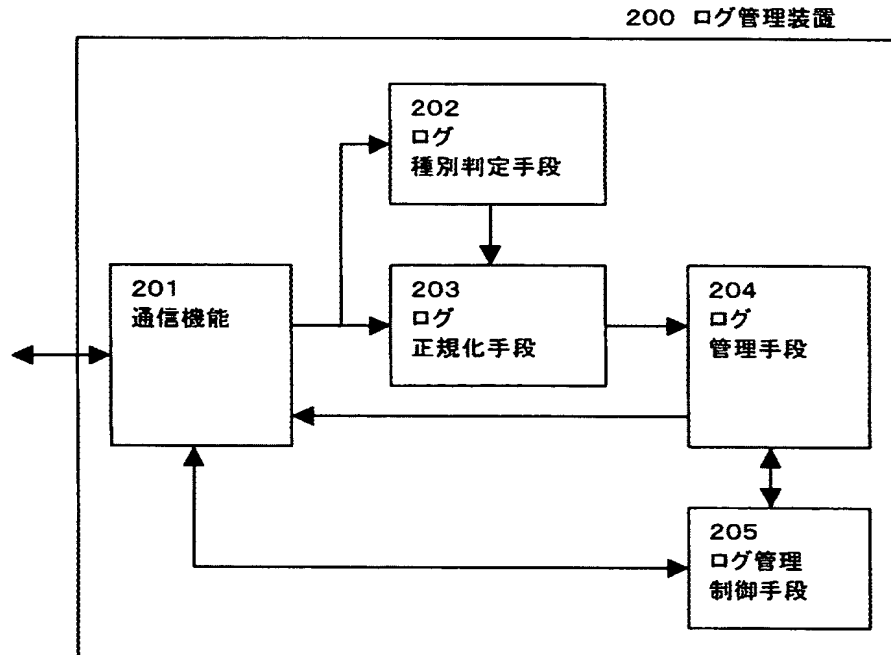 200 ログ管理装置
202
ログ
種別判定手段
201
通信機能
203
ログ
正規化手段
204
ログ
管理手段
205
ログ管理
制御手段